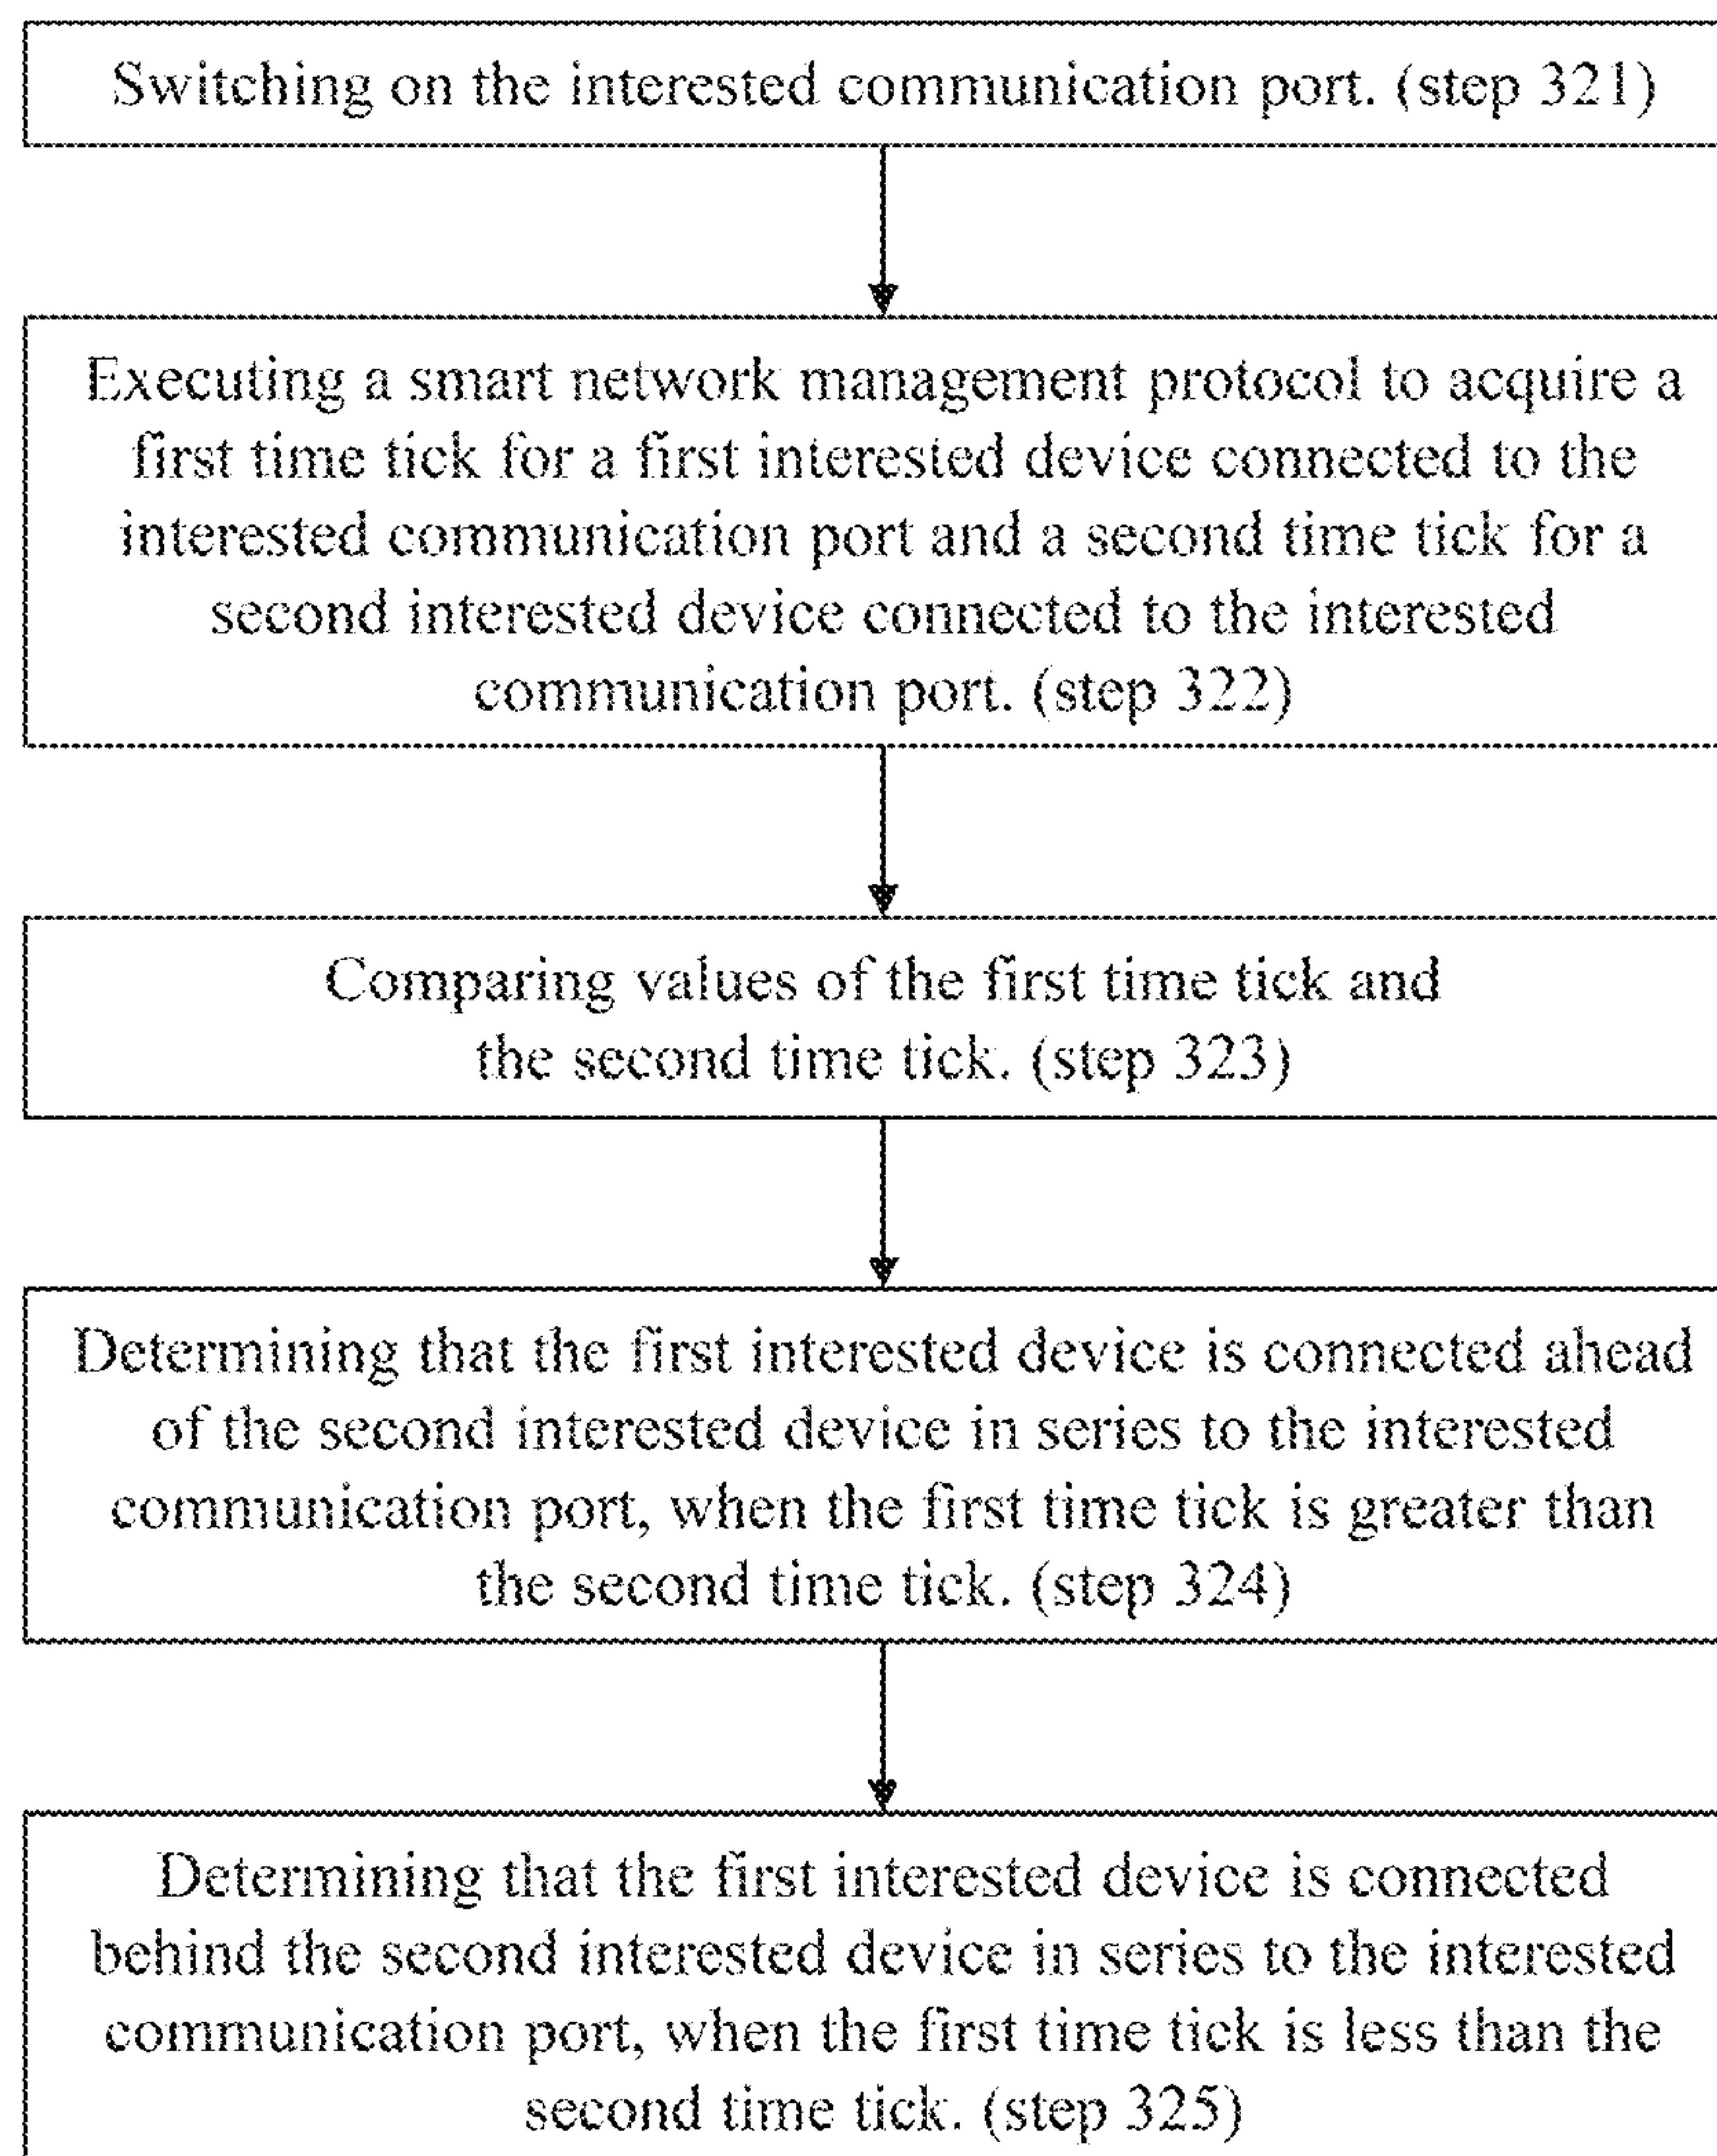 Switching on the interested communication port. (step 321)
Executing a smart network management protocol to acquire a
first time tick for a first interested device connected to the
interested communication port and a second time tick for a
second interested device connected to the interested
communication port. (step 322)
Comparing values of the first time tick and
the second time tick. (step 323)
Determining that the first interested device is connected ahead
of the second interested device in series to the interested
communication port, when the first time tick is greater than
the second time tick. (step 324)
Determining that the first interested device is connected
behind the second interested device in series to the interested
communication port, when the first time tick is less than the
second time tick. (step 325)